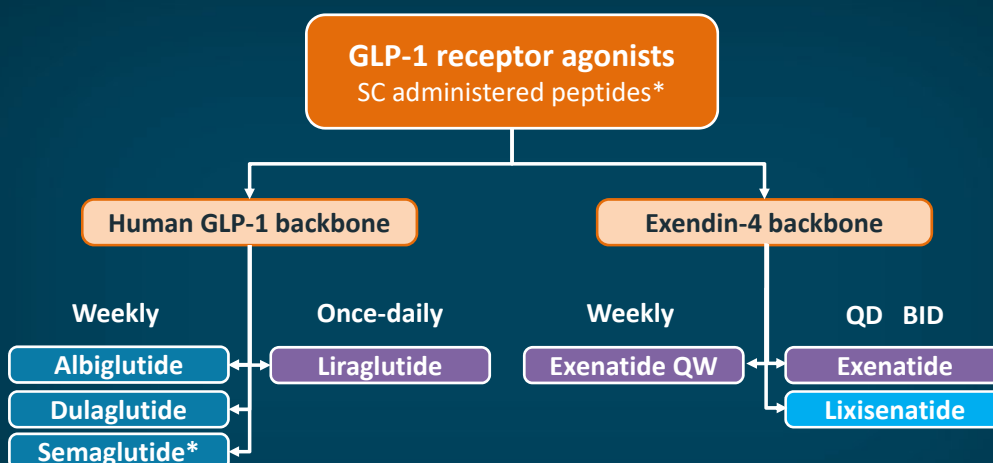 GLP-1 receptor agonists
SC administered peptides*
Human GLP-1 backbone
Exendin-4 backbone
Weekly
Once-daily
Weekly
QD BID
Albiglutide
Liraglutide
Exenatide QW
Exenatide
Dulaglutide
Lixisenatide
Semaglutide*